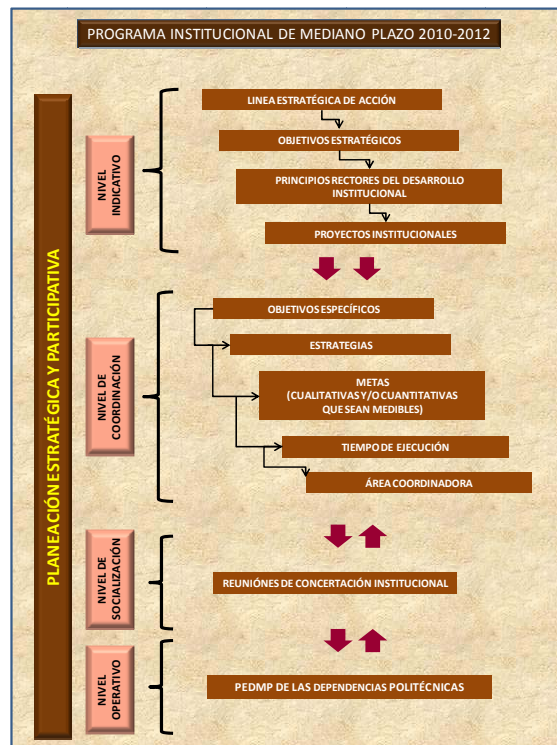 PROGRAMA INSTITUCIONAL DE MEDIANO PLAZO 2010-2012
PLANEACIÓN ESTRATÉGICA Y PARTICIPATIVA
NIVEL
INDICATIVO
LINEA ESTRATÉGICA DE ACCIÓN
OBJETIVOS ESTRATÉGICOS
PRINCIPIOS RECTORES DEL DESARROLLO
INSTITUCIONAL
PROYECTOS INSTITUCIONALES
NIVEL DE
COORDINACIÓN
OBJETIVOS ESPECÍFICOS
ESTRATEGIAS
METAS
(CUALITATIVAS Y/O CUANTITATIVAS
QUE SEAN MEDIBLES)
TIEMPO DE EJECUCIÓN
ÁREA COORDINADORA
NIVEL DE
SOCIALIZACIÓN
REUNIÓNES DE CONCERTACIÓN INSTITUCIONAL
NIVEL
OPERATIVO
PEDMP DE LAS DEPENDENCIAS POLITÉCNICAS